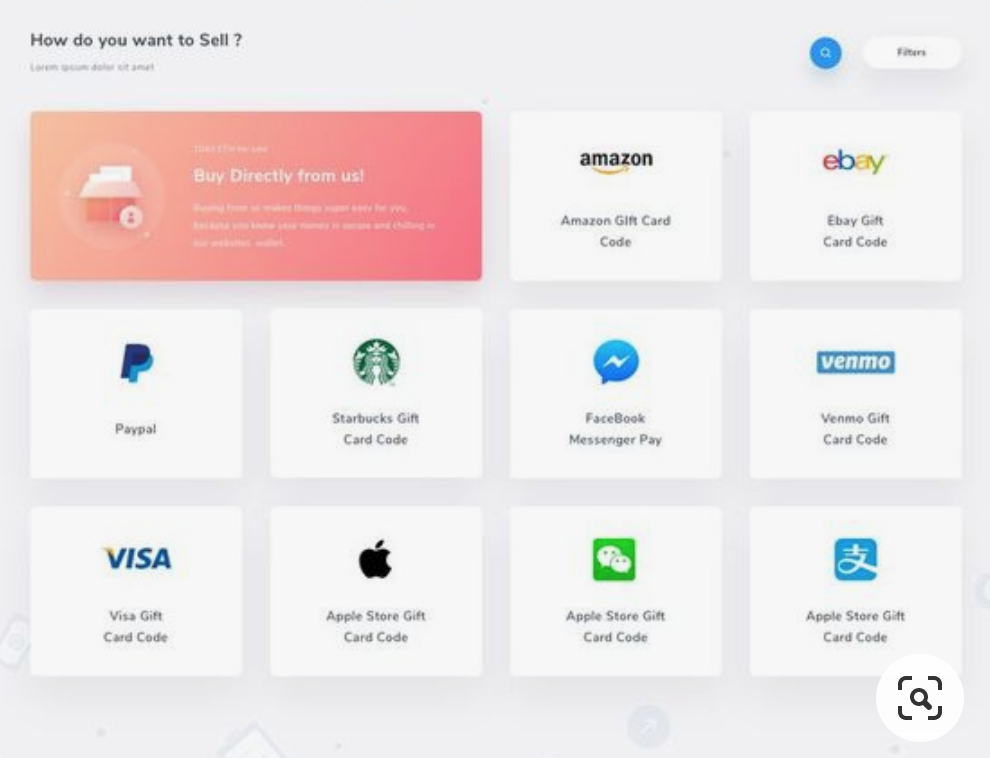 How do you want to Sell ?
Lorem ipsum dolor sit amet
Filters
for sale
Buy Directly from us!
Buying from us makes things super easy for you,
because you know your money is secure and chilling in
our websites wallet.
amazon
Amazon Gift Card
Code
ebay
Ebay Gift
Card Code
Paypal
Starbucks Gift
Card Code
FaceBook
Messenger Pay
venmo
Venmo Gift
Card Code
VISA
Visa Gift
Card Code
Apple Store Gift
Card Code
Apple Store Gift
Card Code
支
Apple Store Gift
Card Code